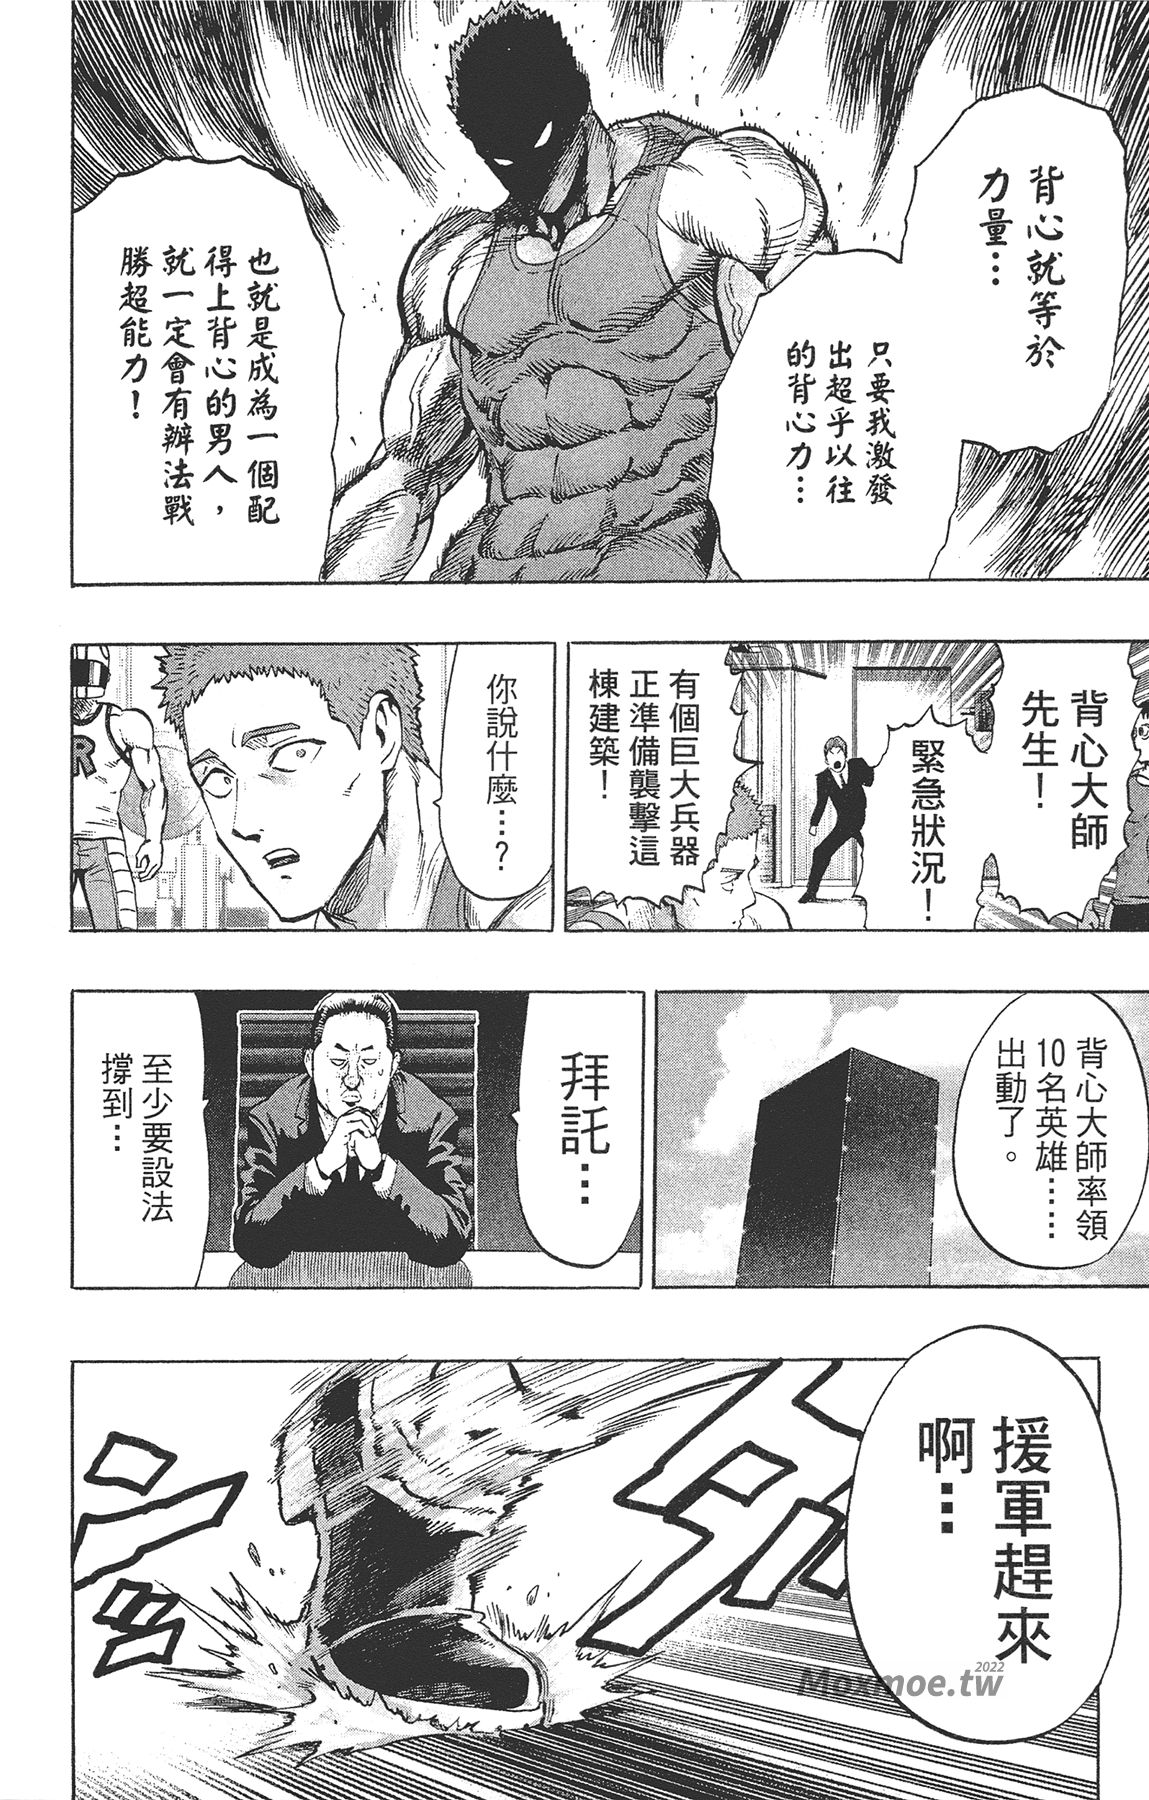 背心就等於
力量…
只要我激發
出超乎以往
的背心力…
也就是成為一個配
得上背心的男人，
就一定會有辦法戰
勝超能力！
背心大師
先生！
緊急狀況！
有個巨大兵器
正準備襲擊這
棟建築！
你說什麼…?
R
背心大師率領
10名英雄……
出動了。
拜託…
至少要設法
撐到…
援軍趕來
啊…
Moxmoe.tw
2022